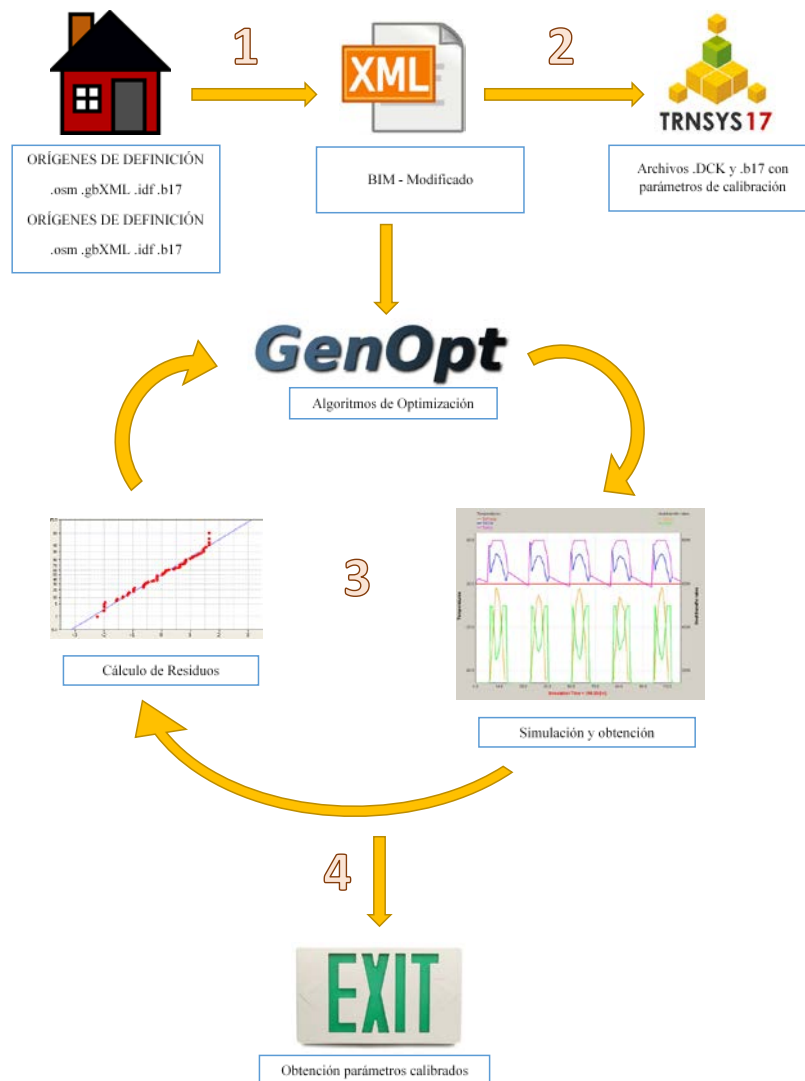 1
2
XML
TRNSYS17
ORÍGENES DE DEFINICIÓN
.osm .gbXML .idf .b17
ORÍGENES DE DEFINICIÓN
.osm .gbXML .idf .b17
BIM - Modificado
Archivos .DCK y .b17 con
parámetros de calibración
GenOpt
Algoritmos de Optimización
3
Cálculo de Residuos
Simulación y obtención
4
EXIT
Obtención parámetros calibrados